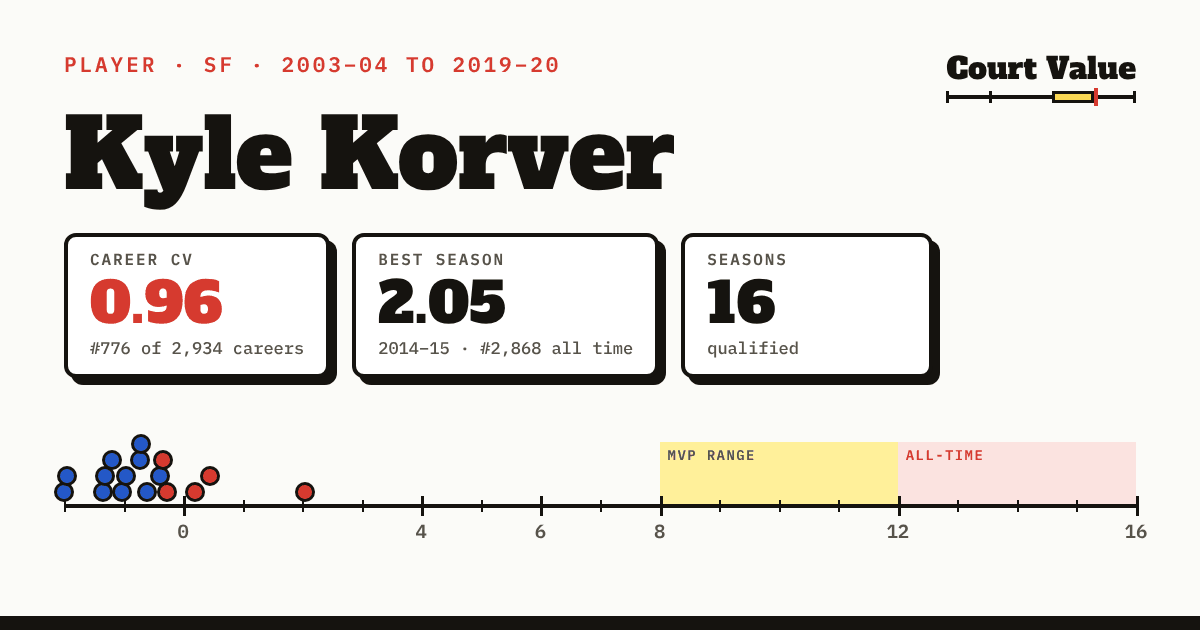 PLAYER · SF · 2003–04 TO 2019–20
Court Value
Kyle Korver
CAREER CV
0.96
#776 of 2,934 careers
BEST SEASON
2.05
2014–15 · #2,868 all time
SEASONS
16
qualified
MVP RANGE
ALL-TIME
0
4
6
8
12
16